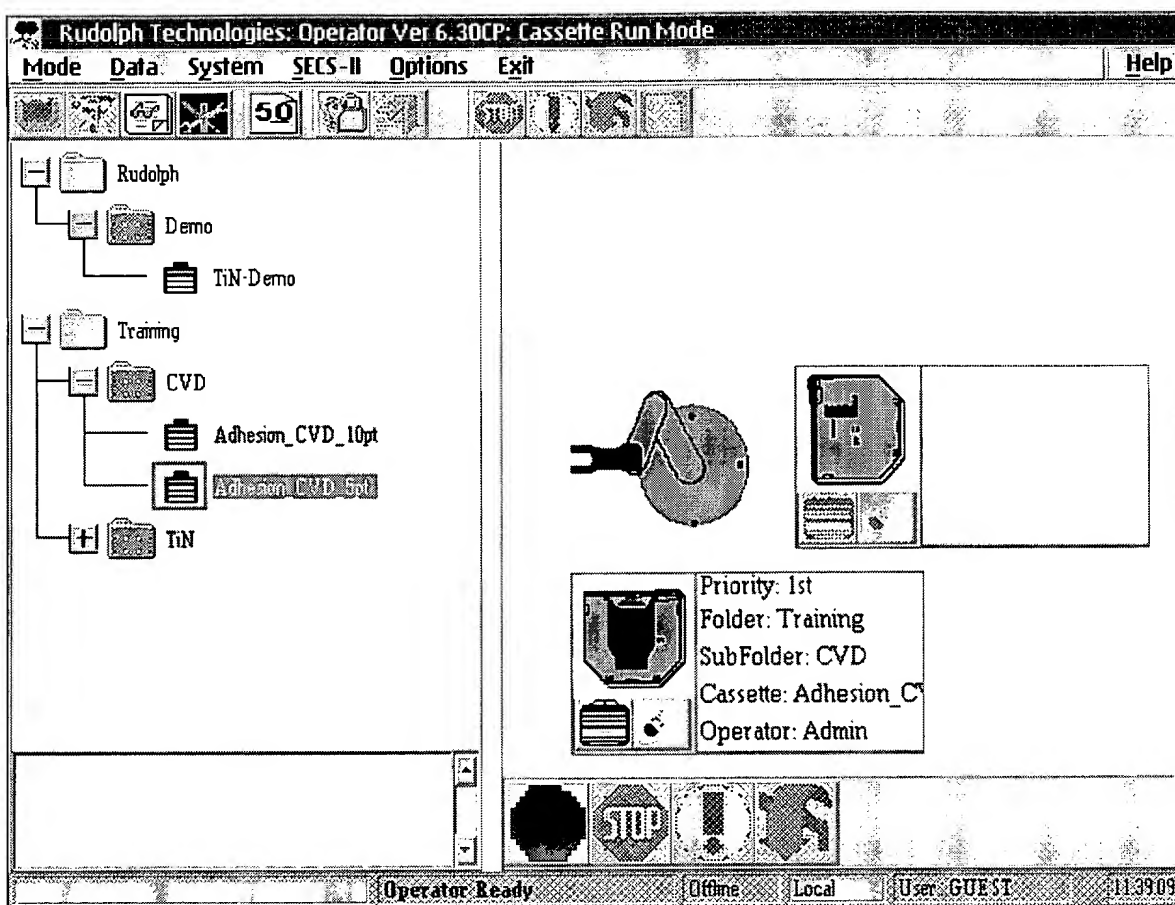 Rudolph Technologies: Operator Ver 6.30CP: Cassette Run Mode
Mode Data System SECS-II Options Exit Help
50 STOP
Rudolph
Demo
TiN-Demo
Training
CVD
Adhesion_CVD_10pt
Adhesion_CVD_5pt
TiN
Priority: 1st
Folder: Training
SubFolder: CVD
Cassette: Adhesion_CV
Operator: Admin
STOP
Operator Ready Offline Local User GUEST 11:39:09